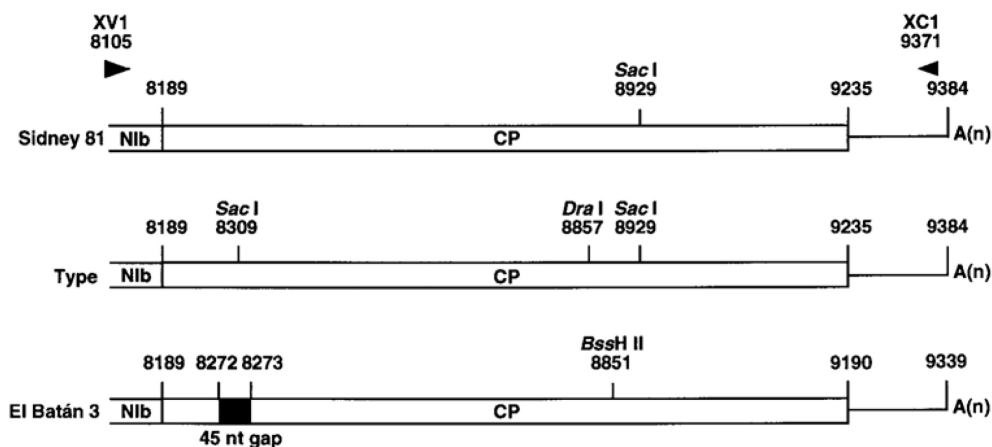 XV1 XC1
8105 9371
Sac I
8189 8929 9235 9384
Sidney 81 NIb CP A(n)
Sac I Dra I Sac I
8189 8309 8857 8929 9235 9384
Type NIb CP A(n)
BssH II
8189 8272 8273 8851 9190 9339
El Batán 3 NIb CP A(n)
45 nt gap